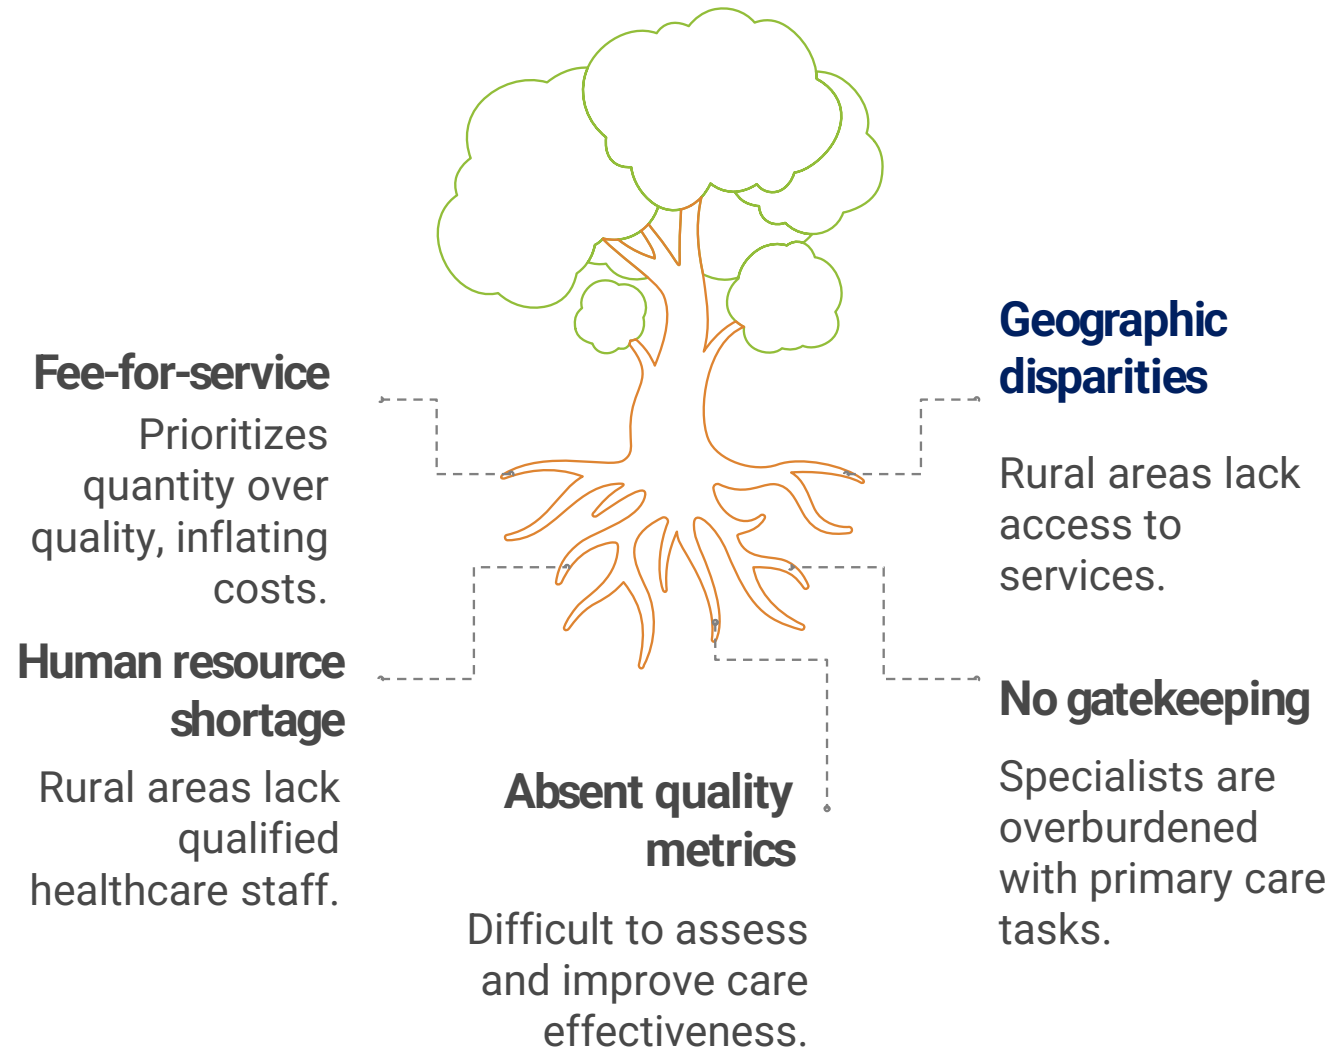 Fee-for-service
Prioritizes
quantity over
quality, inflating
costs.
Human resource
shortage
Rural areas lack
qualified
healthcare staff.
Absent quality
metrics
Difficult to assess
and improve care
effectiveness.
Geographic
disparities
Rural areas lack
access to
services.
No gatekeeping
Specialists are
overburdened
with primary care
tasks.